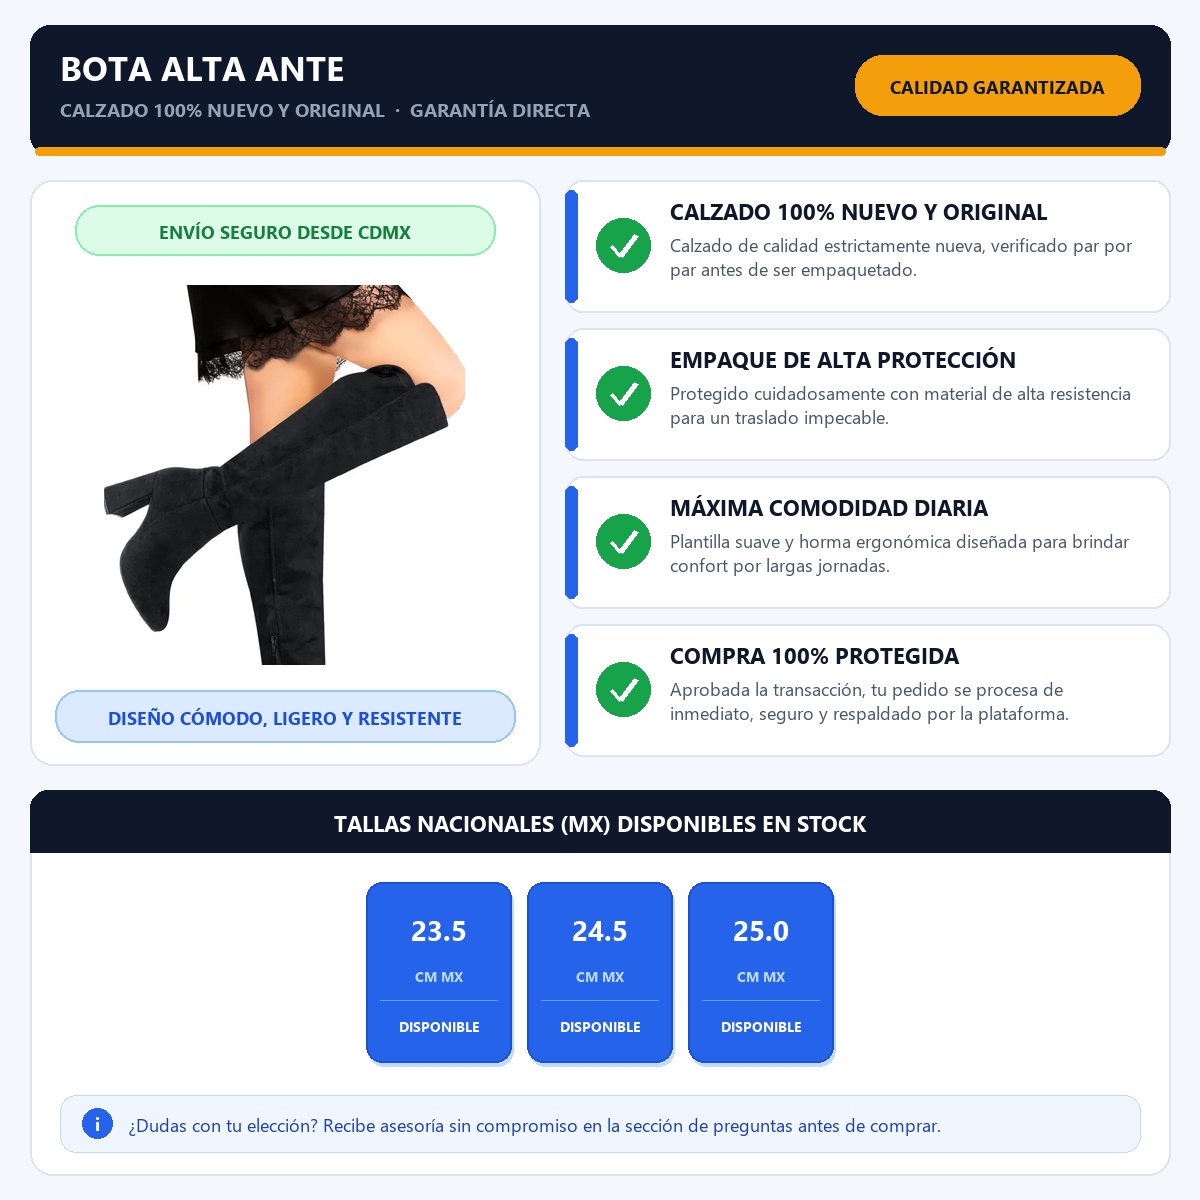 BOTA ALTA ANTE
CALZADO 100% NUEVO Y ORIGINAL · GARANTÍA DIRECTA
CALIDAD GARANTIZADA
ENVÍO SEGURO DESDE CDMX
DISEÑO CÓMODO, LIGERO Y RESISTENTE
CALZADO 100% NUEVO Y ORIGINAL
Calzado de calidad estrictamente nueva, verificado par por
par antes de ser empaquetado.
EMPAQUE DE ALTA PROTECCIÓN
Protegido cuidadosamente con material de alta resistencia
para un traslado impecable.
MÁXIMA COMODIDAD DIARIA
Plantilla suave y horma ergonómica diseñada para brindar
confort por largas jornadas.
COMPRA 100% PROTEGIDA
Aprobada la transacción, tu pedido se procesa de
inmediato, seguro y respaldado por la plataforma.
TALLAS NACIONALES (MX) DISPONIBLES EN STOCK
23.5
CM MX
DISPONIBLE
24.5
CM MX
DISPONIBLE
25.0
CM MX
DISPONIBLE
¿Dudas con tu elección? Recibe asesoría sin compromiso en la sección de preguntas antes de comprar.